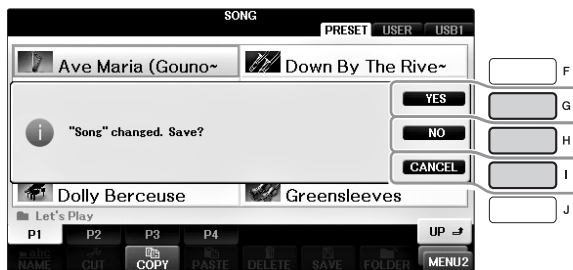 SONG
PRESET USER USB1
Ave Maria (Gouno~ Down By The Rive~
F
YES
G
"Song" changed. Save?
NO
H
CANCEL
I
Dolly Berceuse Greensleeves
J
Let's Play
P1 P2 P3 P4 UP
NAME CUT COPY PASTE DELETE SAVE FOLDER MENU2